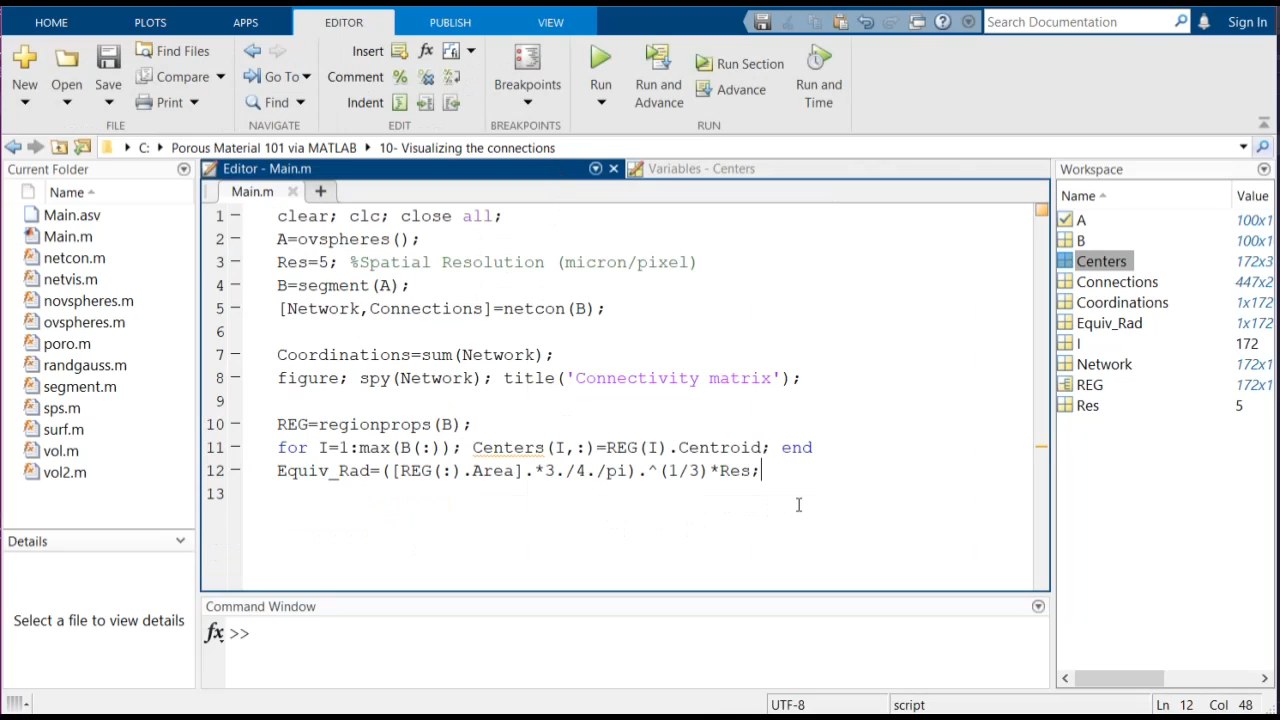 HOME PLOTS APPS EDITOR PUBLISH VIEW Search Documentation Sign In
New Open Save Find Files Compare Print
FILE
Go To Find
NAVIGATE
Insert fx
Comment
Indent
EDIT
Breakpoints
BREAKPOINTS
Run Run and Advance Run Section Advance Run and Time
RUN
C: Porous Material 101 via MATLAB 10- Visualizing the connections
Current Folder
Name
Main.asv
Main.m
netcon.m
netvis.m
novspheres.m
ovspheres.m
poro.m
randgauss.m
segment.m
sps.m
surf.m
vol.m
vol2.m
Details
Select a file to view details
Editor - Main.m
Variables - Centers
Main.m +
1 clear; clc; close all;
2 A=ovspheres();
3 Res=5; %Spatial Resolution (micron/pixel)
4 B=segment(A);
5 [Network,Connections]=netcon(B);
6
7 Coordinations=sum(Network);
8 figure; spy(Network); title('Connectivity matrix');
9
10 REG=regionprops(B);
11 for I=1:max(B(:)); Centers(I,:)=REG(I).Centroid; end
12 Equiv_Rad=([REG(:).Area].*3./4./pi).^(1/3)*Res;
13
Command Window
fx >>
Workspace
Name Value
A 100x1
B 100x1
Centers 172x3
Connections 447x2
Coordinations 1x172
Equiv_Rad 1x172
I 172
Network 172x1
REG 172x1
Res 5
UTF-8 script Ln 12 Col 48